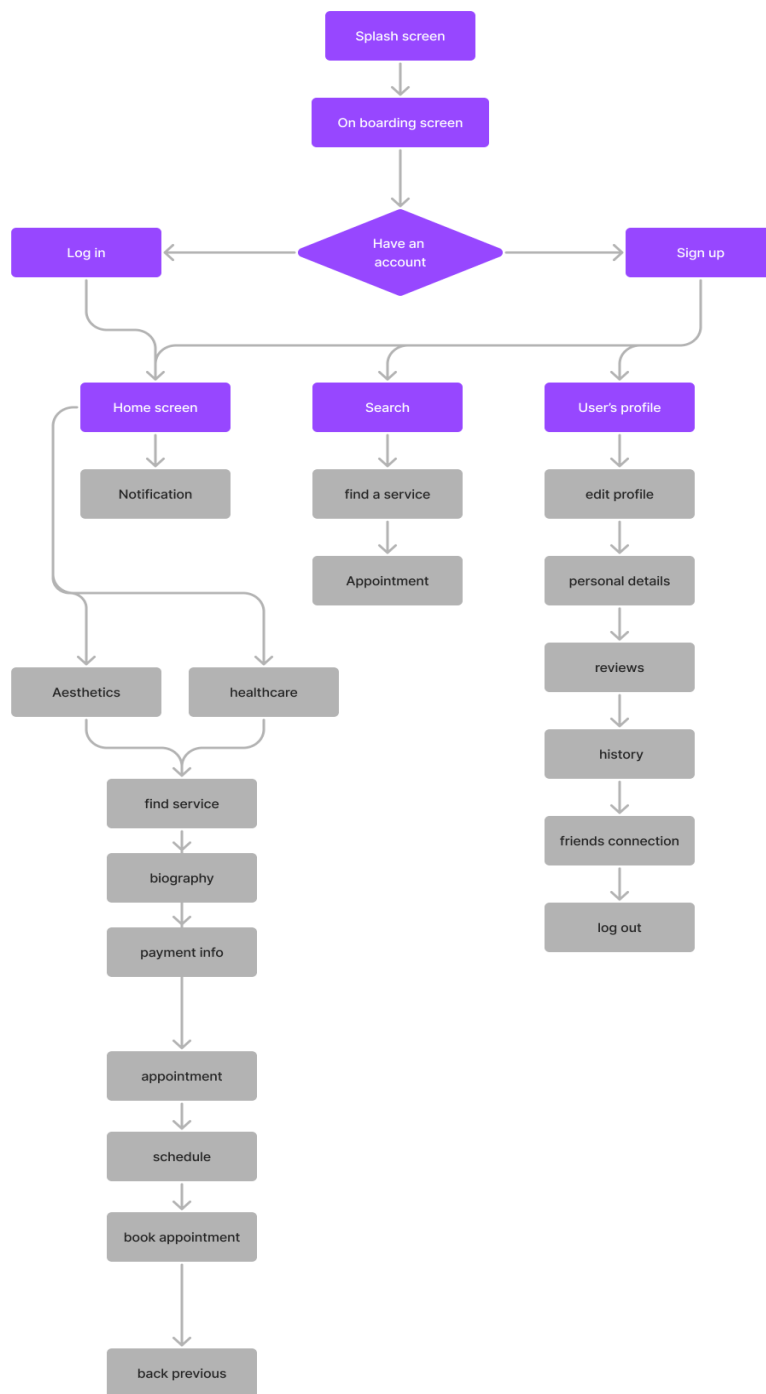 Splash screen
On boarding screen
Have an
account
Log in
Sign up
Home screen
Search
User's profile
Notification
find a service
edit profile
Appointment
personal details
reviews
Aesthetics
healthcare
history
find service
friends connection
biography
log out
payment info
appointment
schedule
book appointment
back previous